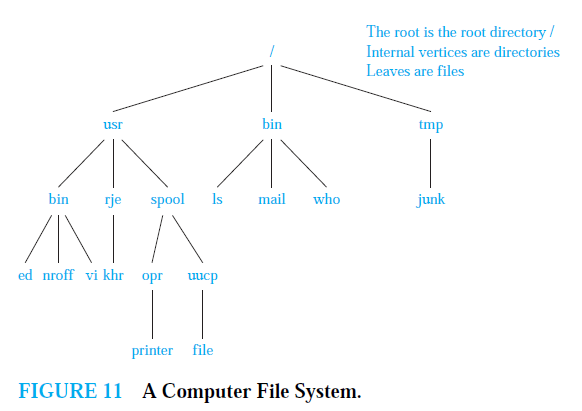 The root is the root directory /
Internal vertices are directories
Leaves are files
/
usr bin tmp
bin rje spool ls mail who junk
ed nroff vi khr opr uucp
printer file
FIGURE 11 A Computer File System.